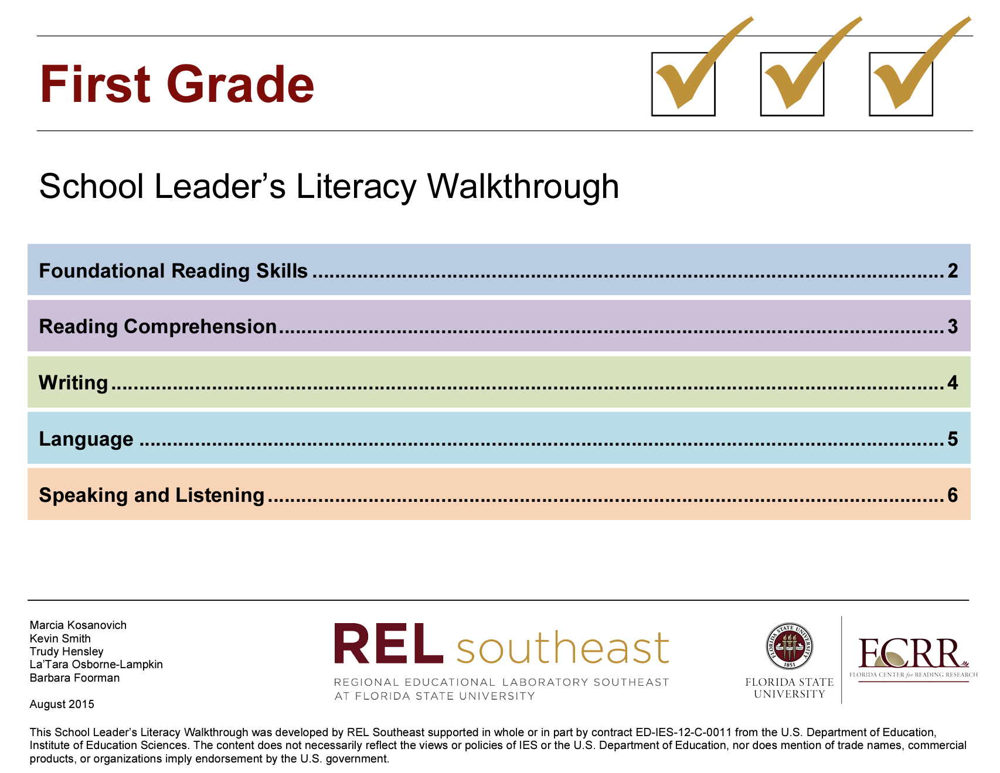 First Grade
School Leader’s Literacy Walkthrough
Foundational Reading Skills ........................................ 2
Reading Comprehension ........................................ 3
Writing ........................................ 4
Language ........................................ 5
Speaking and Listening ........................................ 6
Marcia Kosanovich
Kevin Smith
Trudy Hensley
La’Tara Osborne-Lampkin
Barbara Foorman
August 2015
REL southeast
REGIONAL EDUCATIONAL LABORATORY SOUTHEAST
AT FLORIDA STATE UNIVERSITY
FLORIDA STATE UNIVERSITY
1851
FLORIDA STATE
UNIVERSITY
FCRR
FLORIDA CENTER for READING RESEARCH
This School Leader’s Literacy Walkthrough was developed by REL Southeast supported in whole or in part by contract ED-IES-12-C-0011 from the U.S. Department of Education,
Institute of Education Sciences. The content does not necessarily reflect the views or policies of IES or the U.S. Department of Education, nor does mention of trade names, commercial
products, or organizations imply endorsement by the U.S. government.